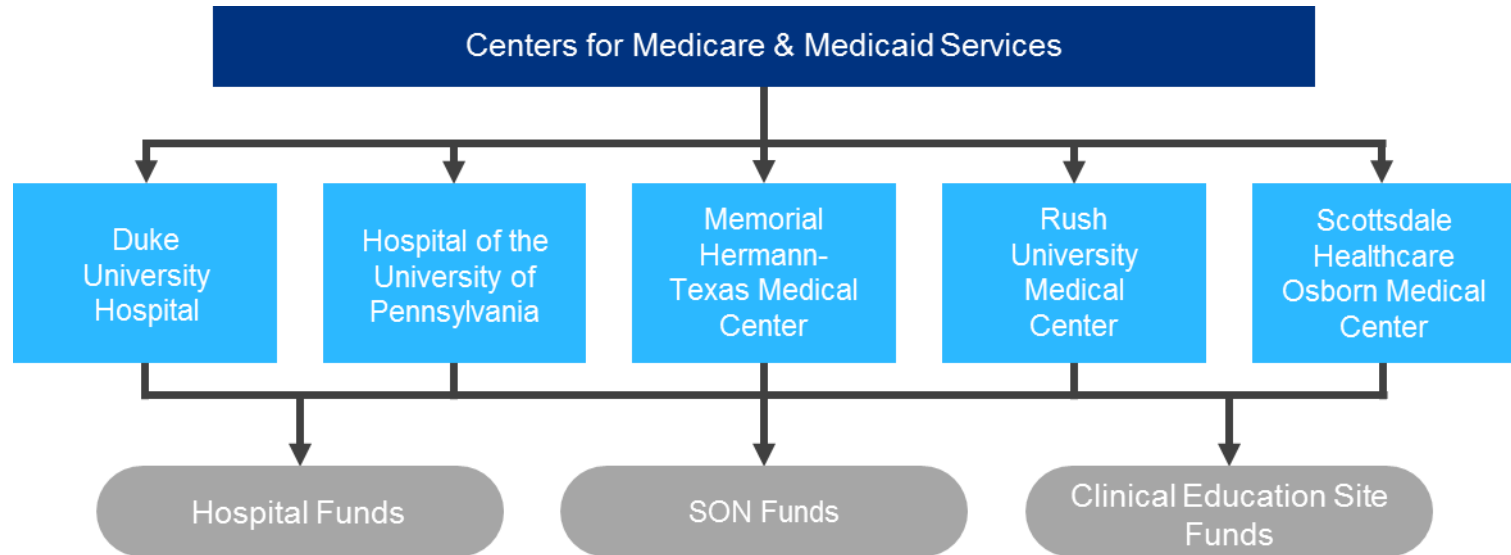 Centers for Medicare & Medicaid Services
Duke
University
Hospital
Hospital of the
University of
Pennsylvania
Memorial
Hermann-
Texas Medical
Center
Rush
University
Medical
Center
Scottsdale
Healthcare
Osborn Medical
Center
Hospital Funds
SON Funds
Clinical Education Site
Funds